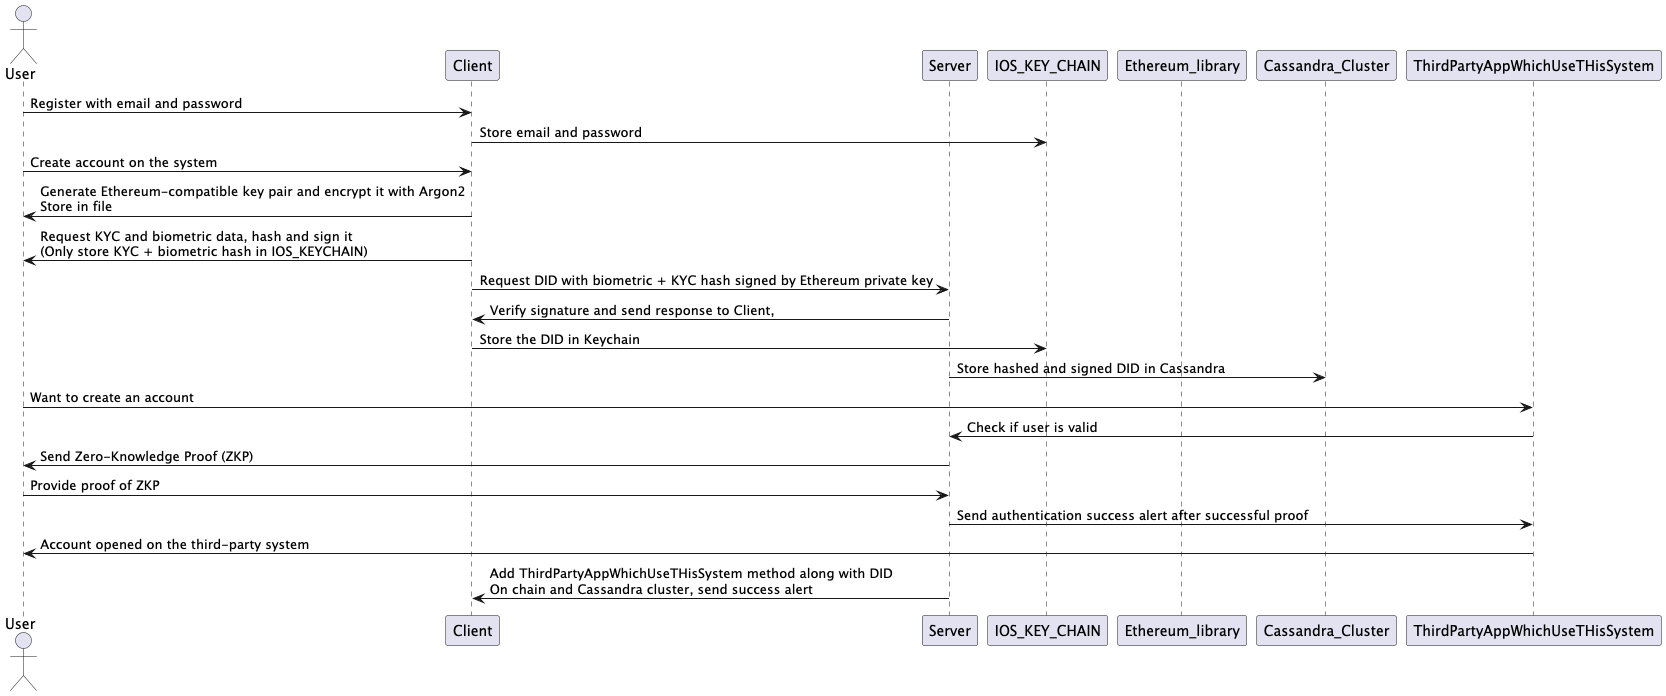 User
Client
Server
IOS_KEY_CHAIN
Ethereum_library
Cassandra_Cluster
ThirdPartyAppWhichUseTHisSystem
Register with email and password
Store email and password
Create account on the system
Generate Ethereum-compatible key pair and encrypt it with Argon2
Store in file
Request KYC and biometric data, hash and sign it
(Only store KYC + biometric hash in IOS_KEYCHAIN)
Request DID with biometric + KYC hash signed by Ethereum private key
Verify signature and send response to Client,
Store the DID in Keychain
Store hashed and signed DID in Cassandra
Want to create an account
Check if user is valid
Send Zero-Knowledge Proof (ZKP)
Provide proof of ZKP
Send authentication success alert after successful proof
Account opened on the third-party system
Add ThirdPartyAppWhichUseTHisSystem method along with DID
On chain and Cassandra cluster, send success alert
User
Client
Server
IOS_KEY_CHAIN
Ethereum_library
Cassandra_Cluster
ThirdPartyAppWhichUseTHisSystem